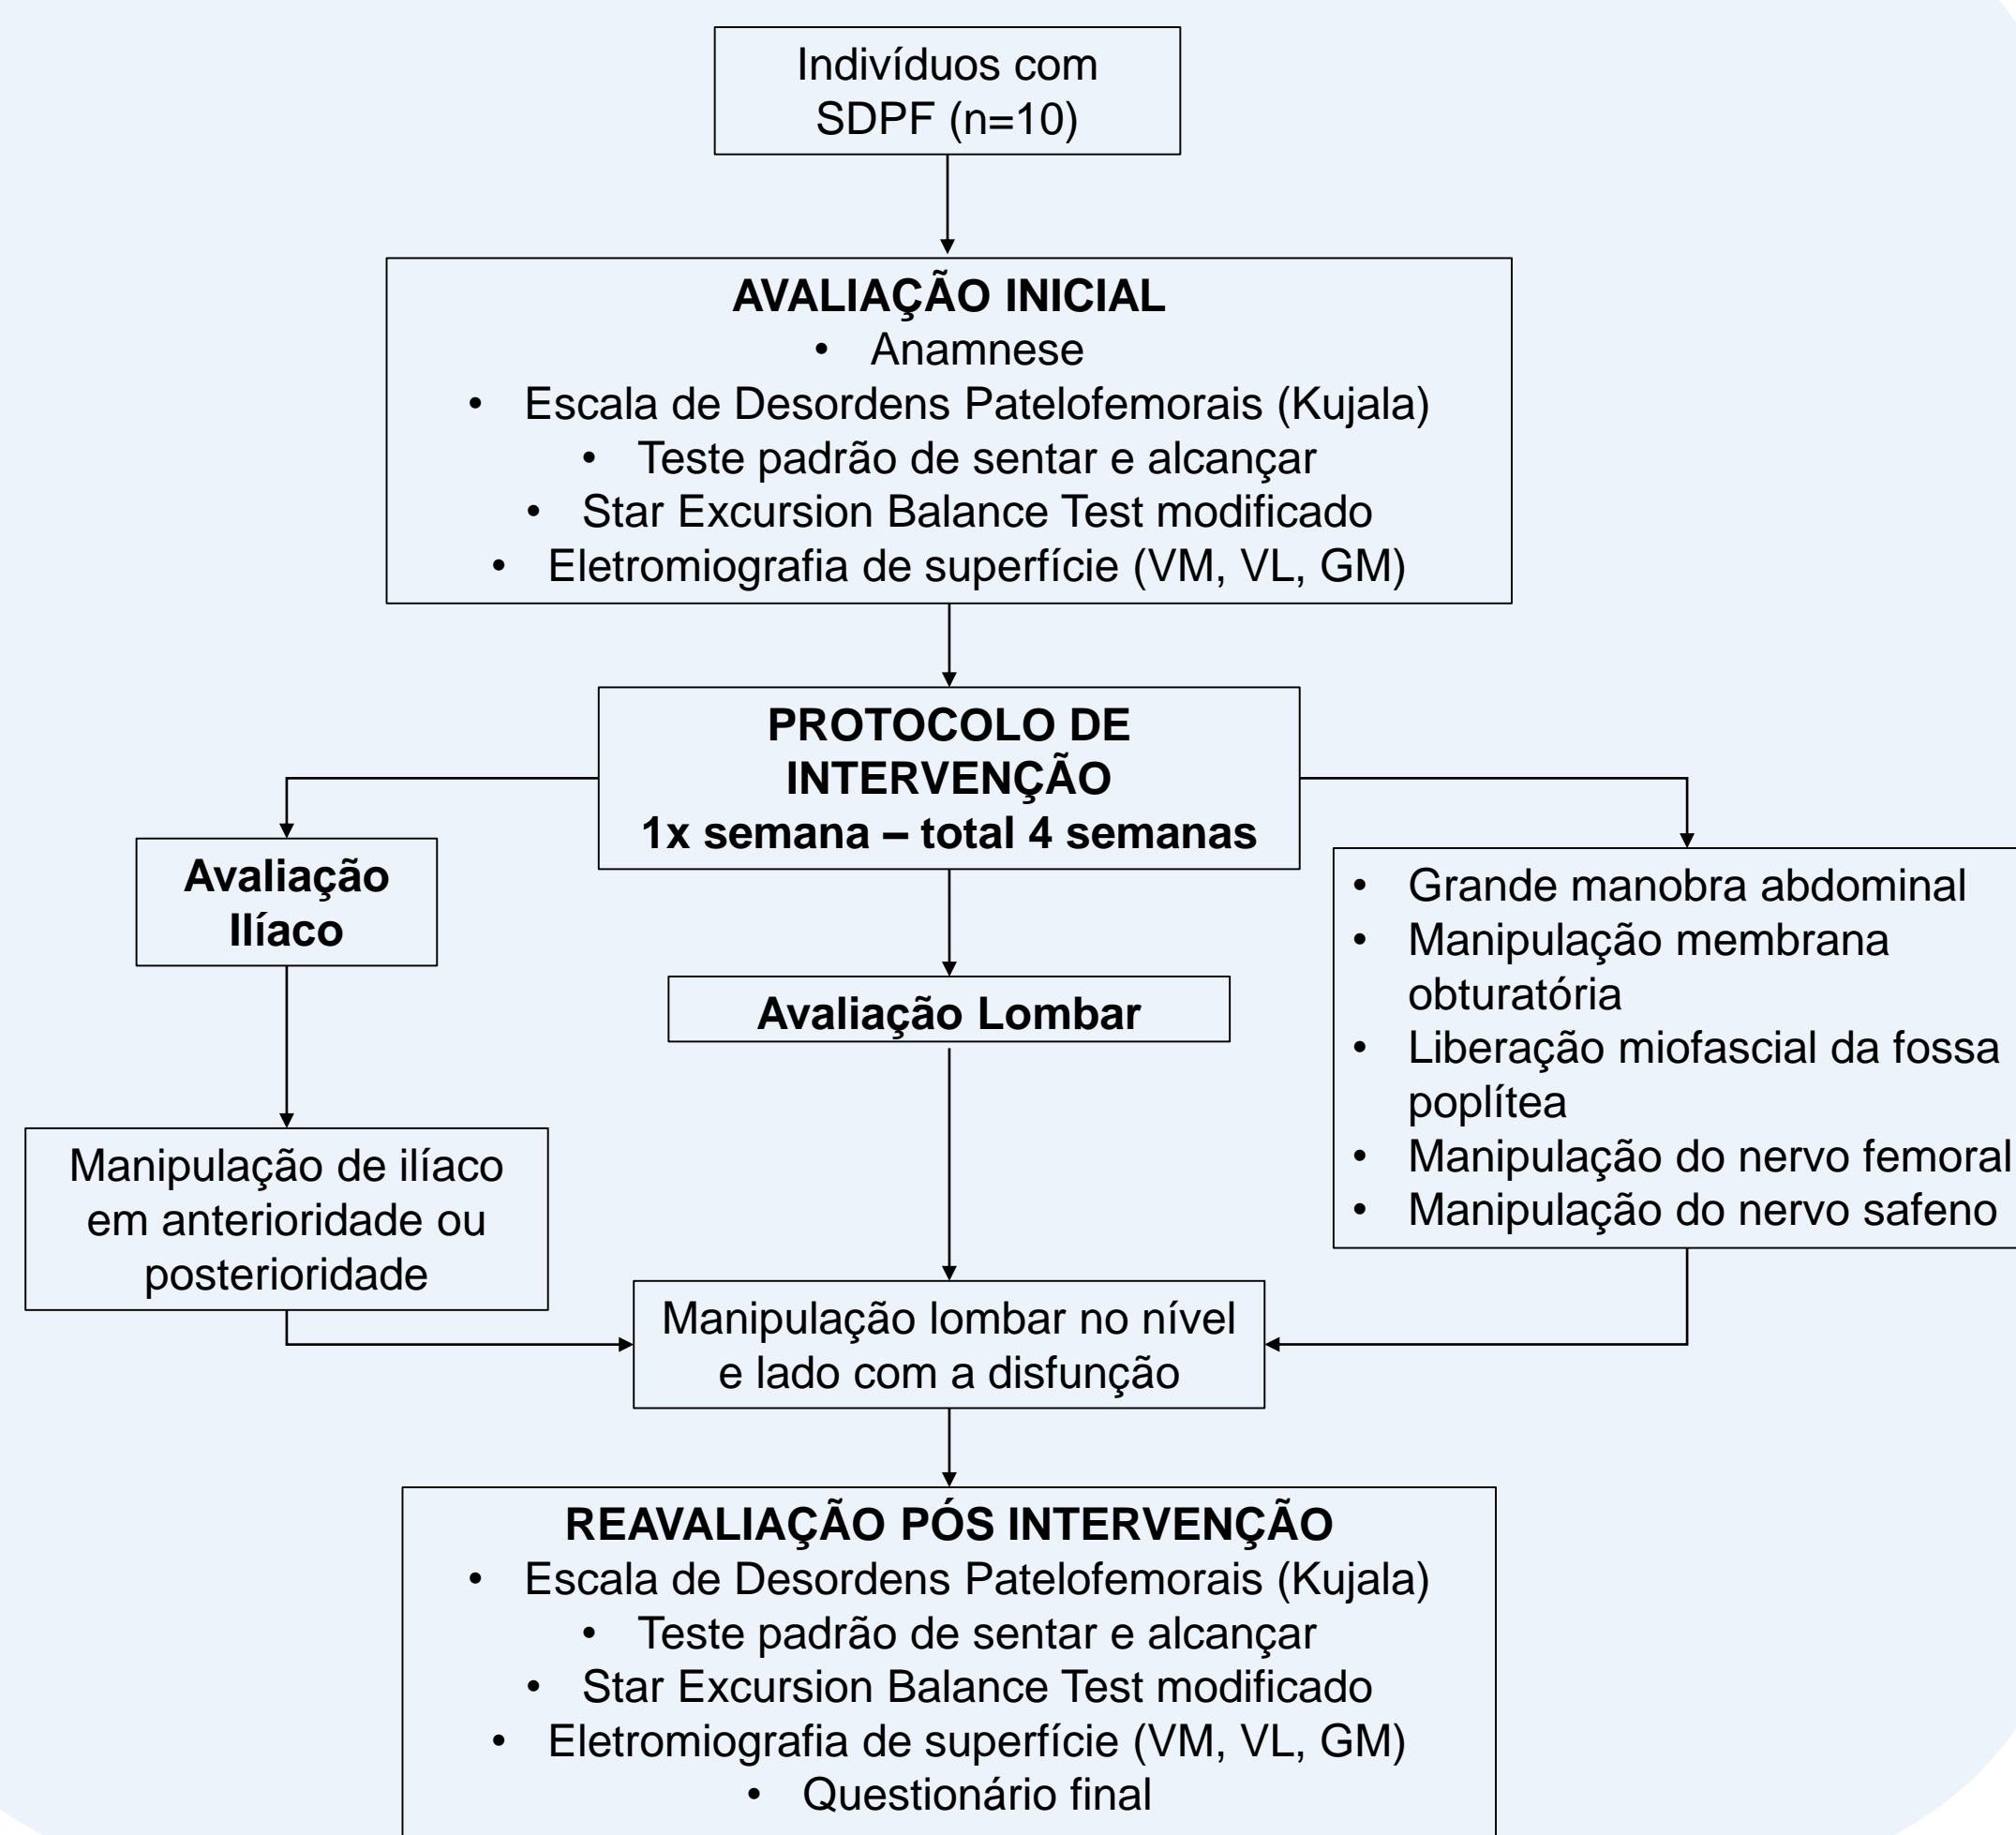 Indivíduos com
SDPF (n=10)
AVALIAÇÃO INICIAL
• Anamnese
• Escala de Desordens Patelofemorais (Kujala)
• Teste padrão de sentar e alcançar
• Star Excursion Balance Test modificado
• Eletromiografia de superfície (VM, VL, GM)
PROTOCOLO DE
INTERVENÇÃO
1x semana – total 4 semanas
Avaliação
Ilíaco
Manipulação de ilíaco
em anterioridade ou
posterioridade
Avaliação Lombar
• Grande manobra abdominal
• Manipulação membrana
obturatória
• Liberação miofascial da fossa
poplítea
• Manipulação do nervo femoral
• Manipulação do nervo safeno
Manipulação lombar no nível
e lado com a disfunção
REAVALIAÇÃO PÓS INTERVENÇÃO
• Escala de Desordens Patelofemorais (Kujala)
• Teste padrão de sentar e alcançar
• Star Excursion Balance Test modificado
• Eletromiografia de superfície (VM, VL, GM)
• Questionário final